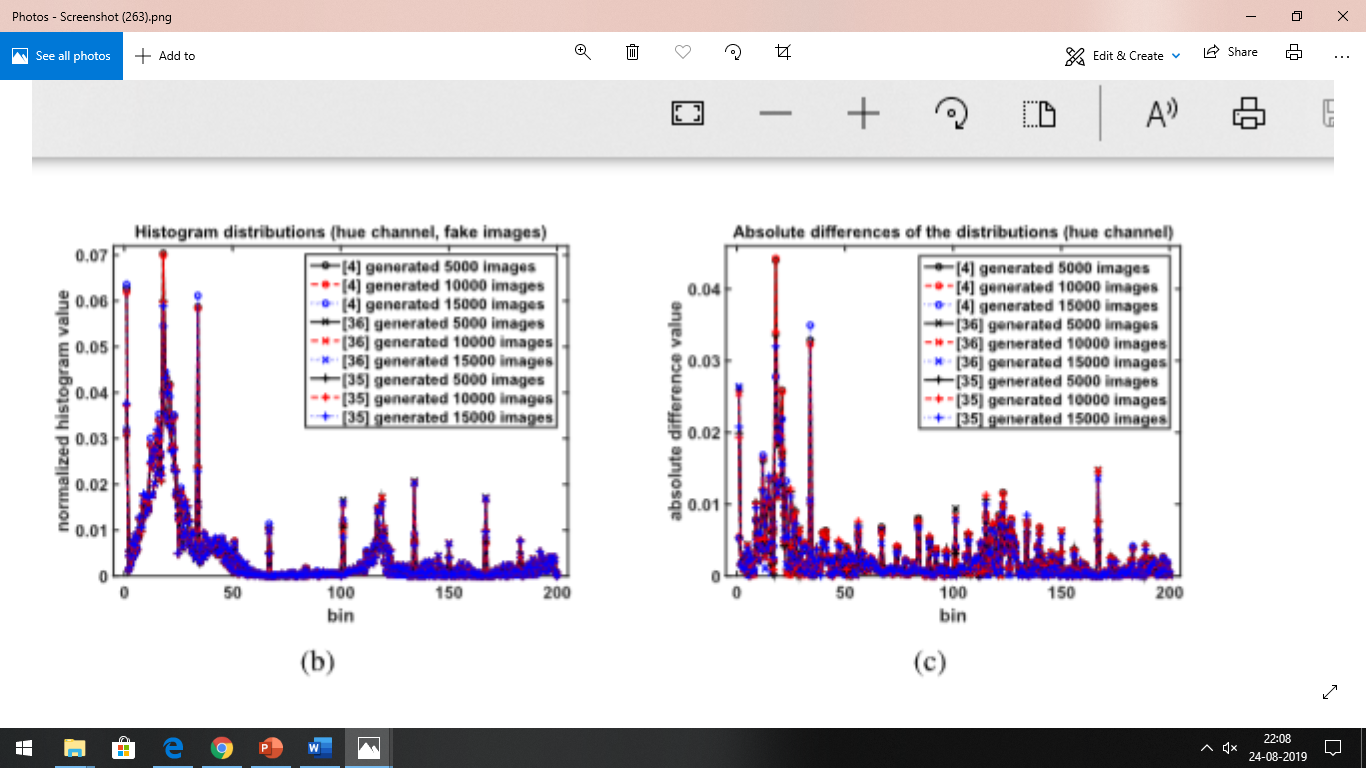 Photos - Screenshot (263).png
See all photos
Add to
Edit & Create
Share
Histogram distributions (hue channel, fake images)
normalized histogram value
0.07
0.06
0.05
0.04
0.03
0.02
0.01
0
[4] generated 5000 images
[4] generated 10000 images
[4] generated 15000 images
[36] generated 5000 images
[36] generated 10000 images
[36] generated 15000 images
[35] generated 5000 images
[35] generated 10000 images
[35] generated 15000 images
0 50 100 150 200
bin
(b)
Absolute differences of the distributions (hue channel)
absolute difference value
0.04
0.03
0.02
0.01
0
[4] generated 5000 images
[4] generated 10000 images
[4] generated 15000 images
[36] generated 5000 images
[36] generated 10000 images
[36] generated 15000 images
[35] generated 5000 images
[35] generated 10000 images
[35] generated 15000 images
0 50 100 150 200
bin
(c)
22:08
24-08-2019